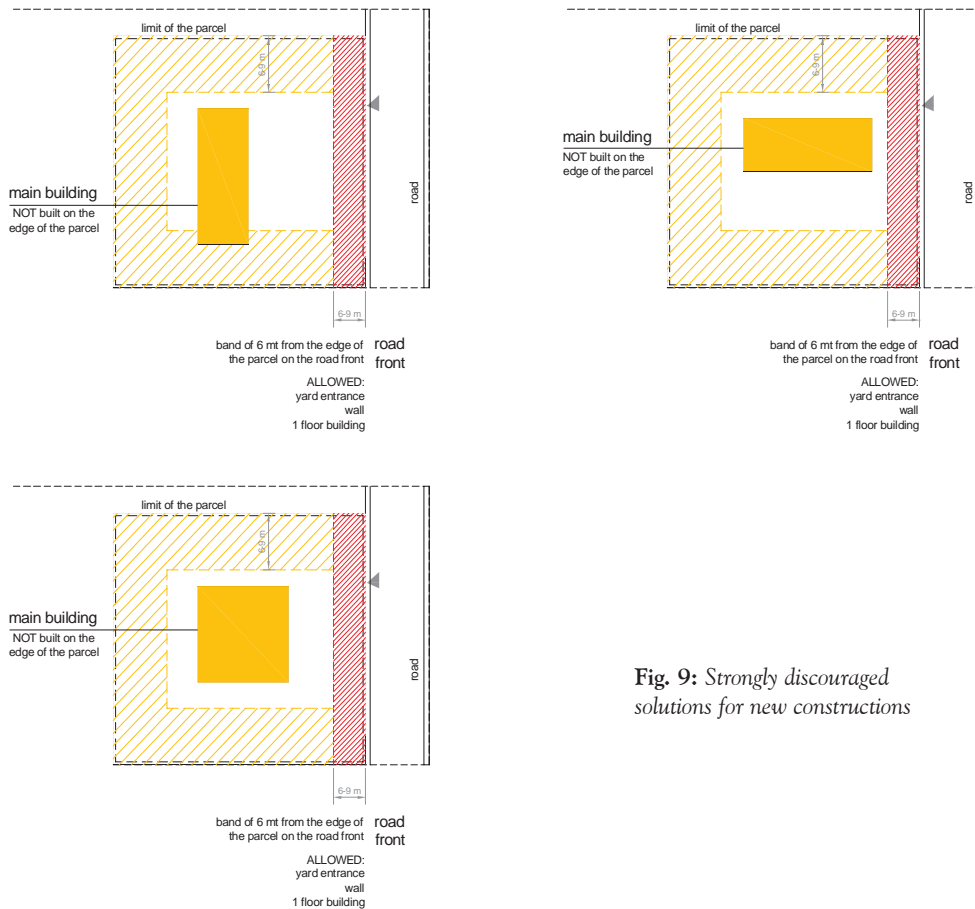 limit of the parcel
6-9 m
main building
NOT built on the
edge of the parcel
road
6-9 m
band of 6 mt from the edge of
the parcel on the road front
road
front
ALLOWED:
yard entrance
wall
1 floor building
limit of the parcel
6-9 m
main building
NOT built on the
edge of the parcel
road
6-9 m
band of 6 mt from the edge of
the parcel on the road front
road
front
ALLOWED:
yard entrance
wall
1 floor building
limit of the parcel
6-9 m
main building
NOT built on the
edge of the parcel
road
6-9 m
band of 6 mt from the edge of
the parcel on the road front
road
front
ALLOWED:
yard entrance
wall
1 floor building
Fig. 9: Strongly discouraged
solutions for new constructions